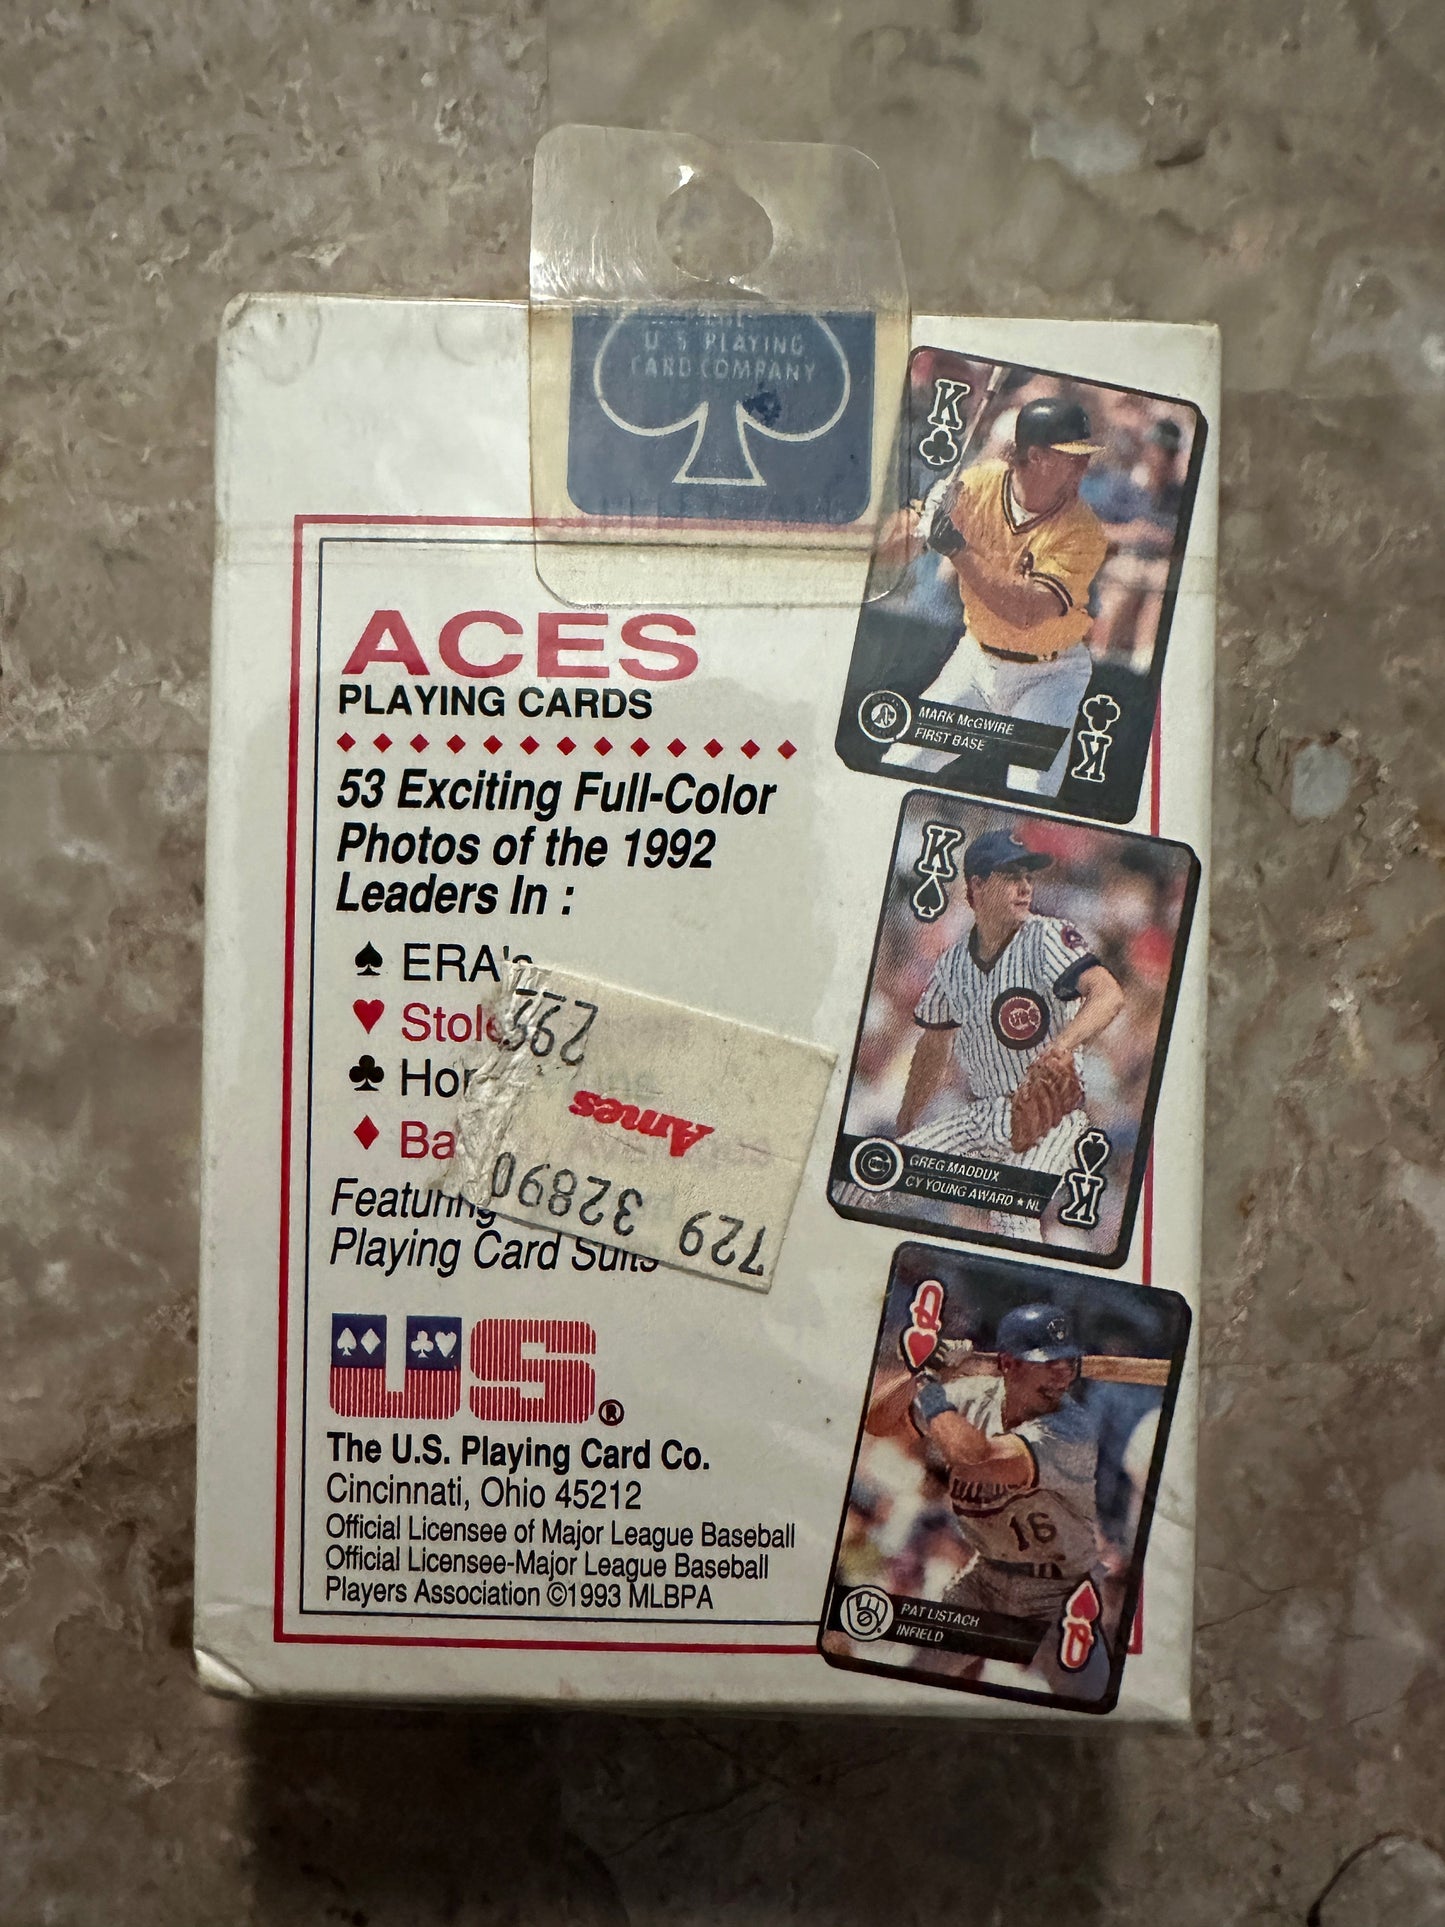 THE
U.S. PLAYING
CARD COMPANY
ACES
PLAYING CARDS
53 Exciting Full-Color
Photos of the 1992
Leaders In :
♠ ERA's
♥ Stole
♣ Ho
♦ Ba
Featuring
Playing Card Suits
299
Ames
729 32890
US®
The U.S. Playing Card Co.
Cincinnati, Ohio 45212
Official Licensee of Major League Baseball
Official Licensee-Major League Baseball
Players Association ©1993 MLBPA
K
MARK McGWIRE
FIRST BASE
K
K
GREG MADDUX
CY YOUNG AWARD ★ NL
K
Q
16
PAT LISTACH
INFIELD
Q